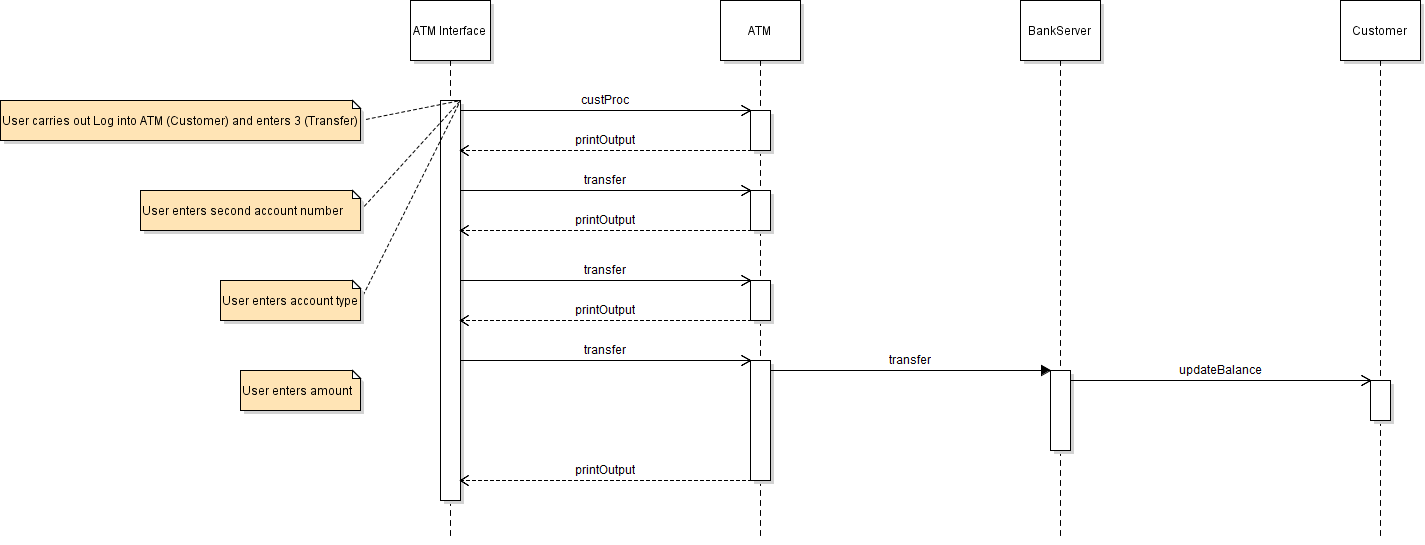 ATM Interface
ATM
BankServer
Customer
User carries out Log into ATM (Customer) and enters 3 (Transfer)
custProc
printOutput
User enters second account number
transfer
printOutput
User enters account type
transfer
printOutput
User enters amount
transfer
transfer
updateBalance
printOutput